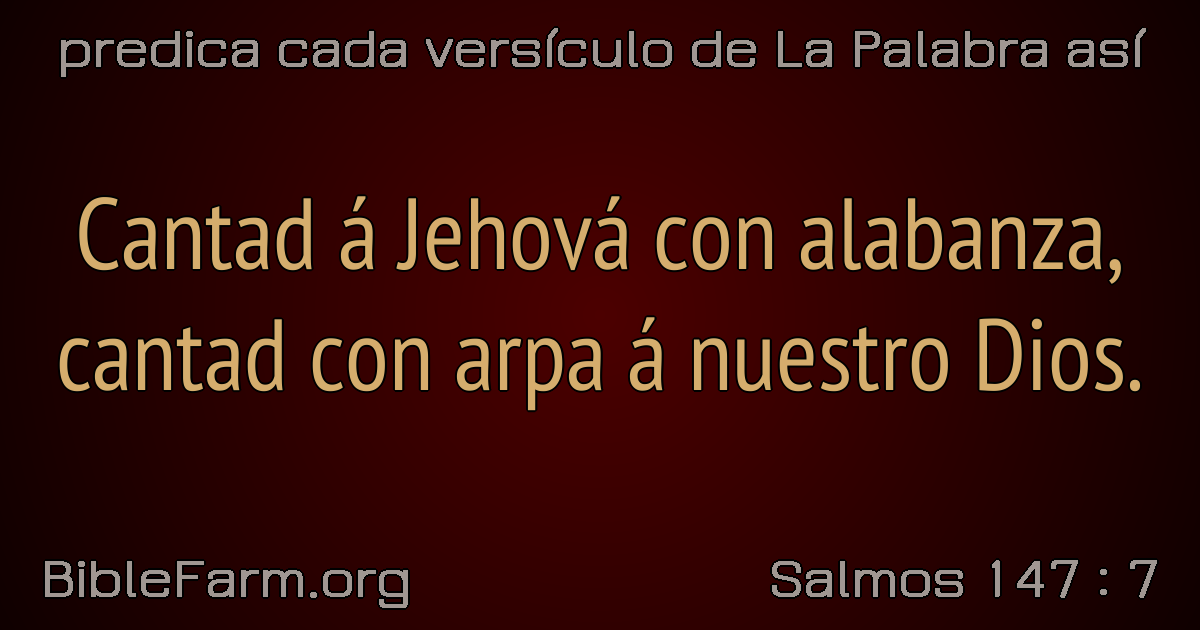 predica cada versículo de La Palabra así
Cantad á Jehová con alabanza,
cantad con arpa á nuestro Dios.
BibleFarm.org
Salmos 147 : 7